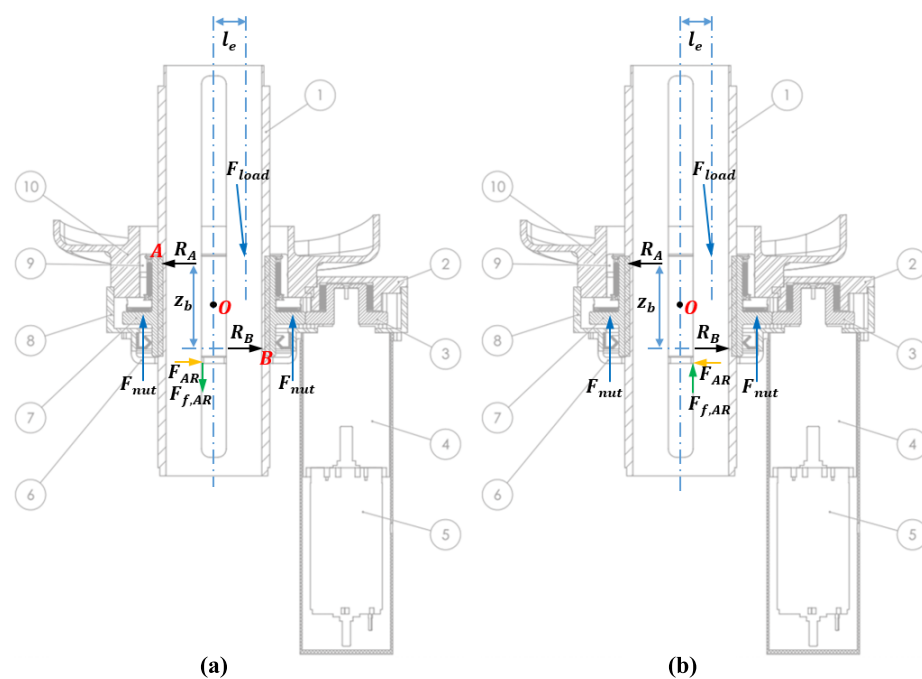 l_e
l_e
1
1
F_load
F_load
10
10
A
R_A
R_A
9
9
2
2
z_b
O
z_b
O
8
8
R_B
R_B
3
3
B
F_nut
F_AR
F_nut
F_nut
F_AR
F_nut
F_f,AR
F_f,AR
7
7
4
4
6
6
5
5
(a)
(b)